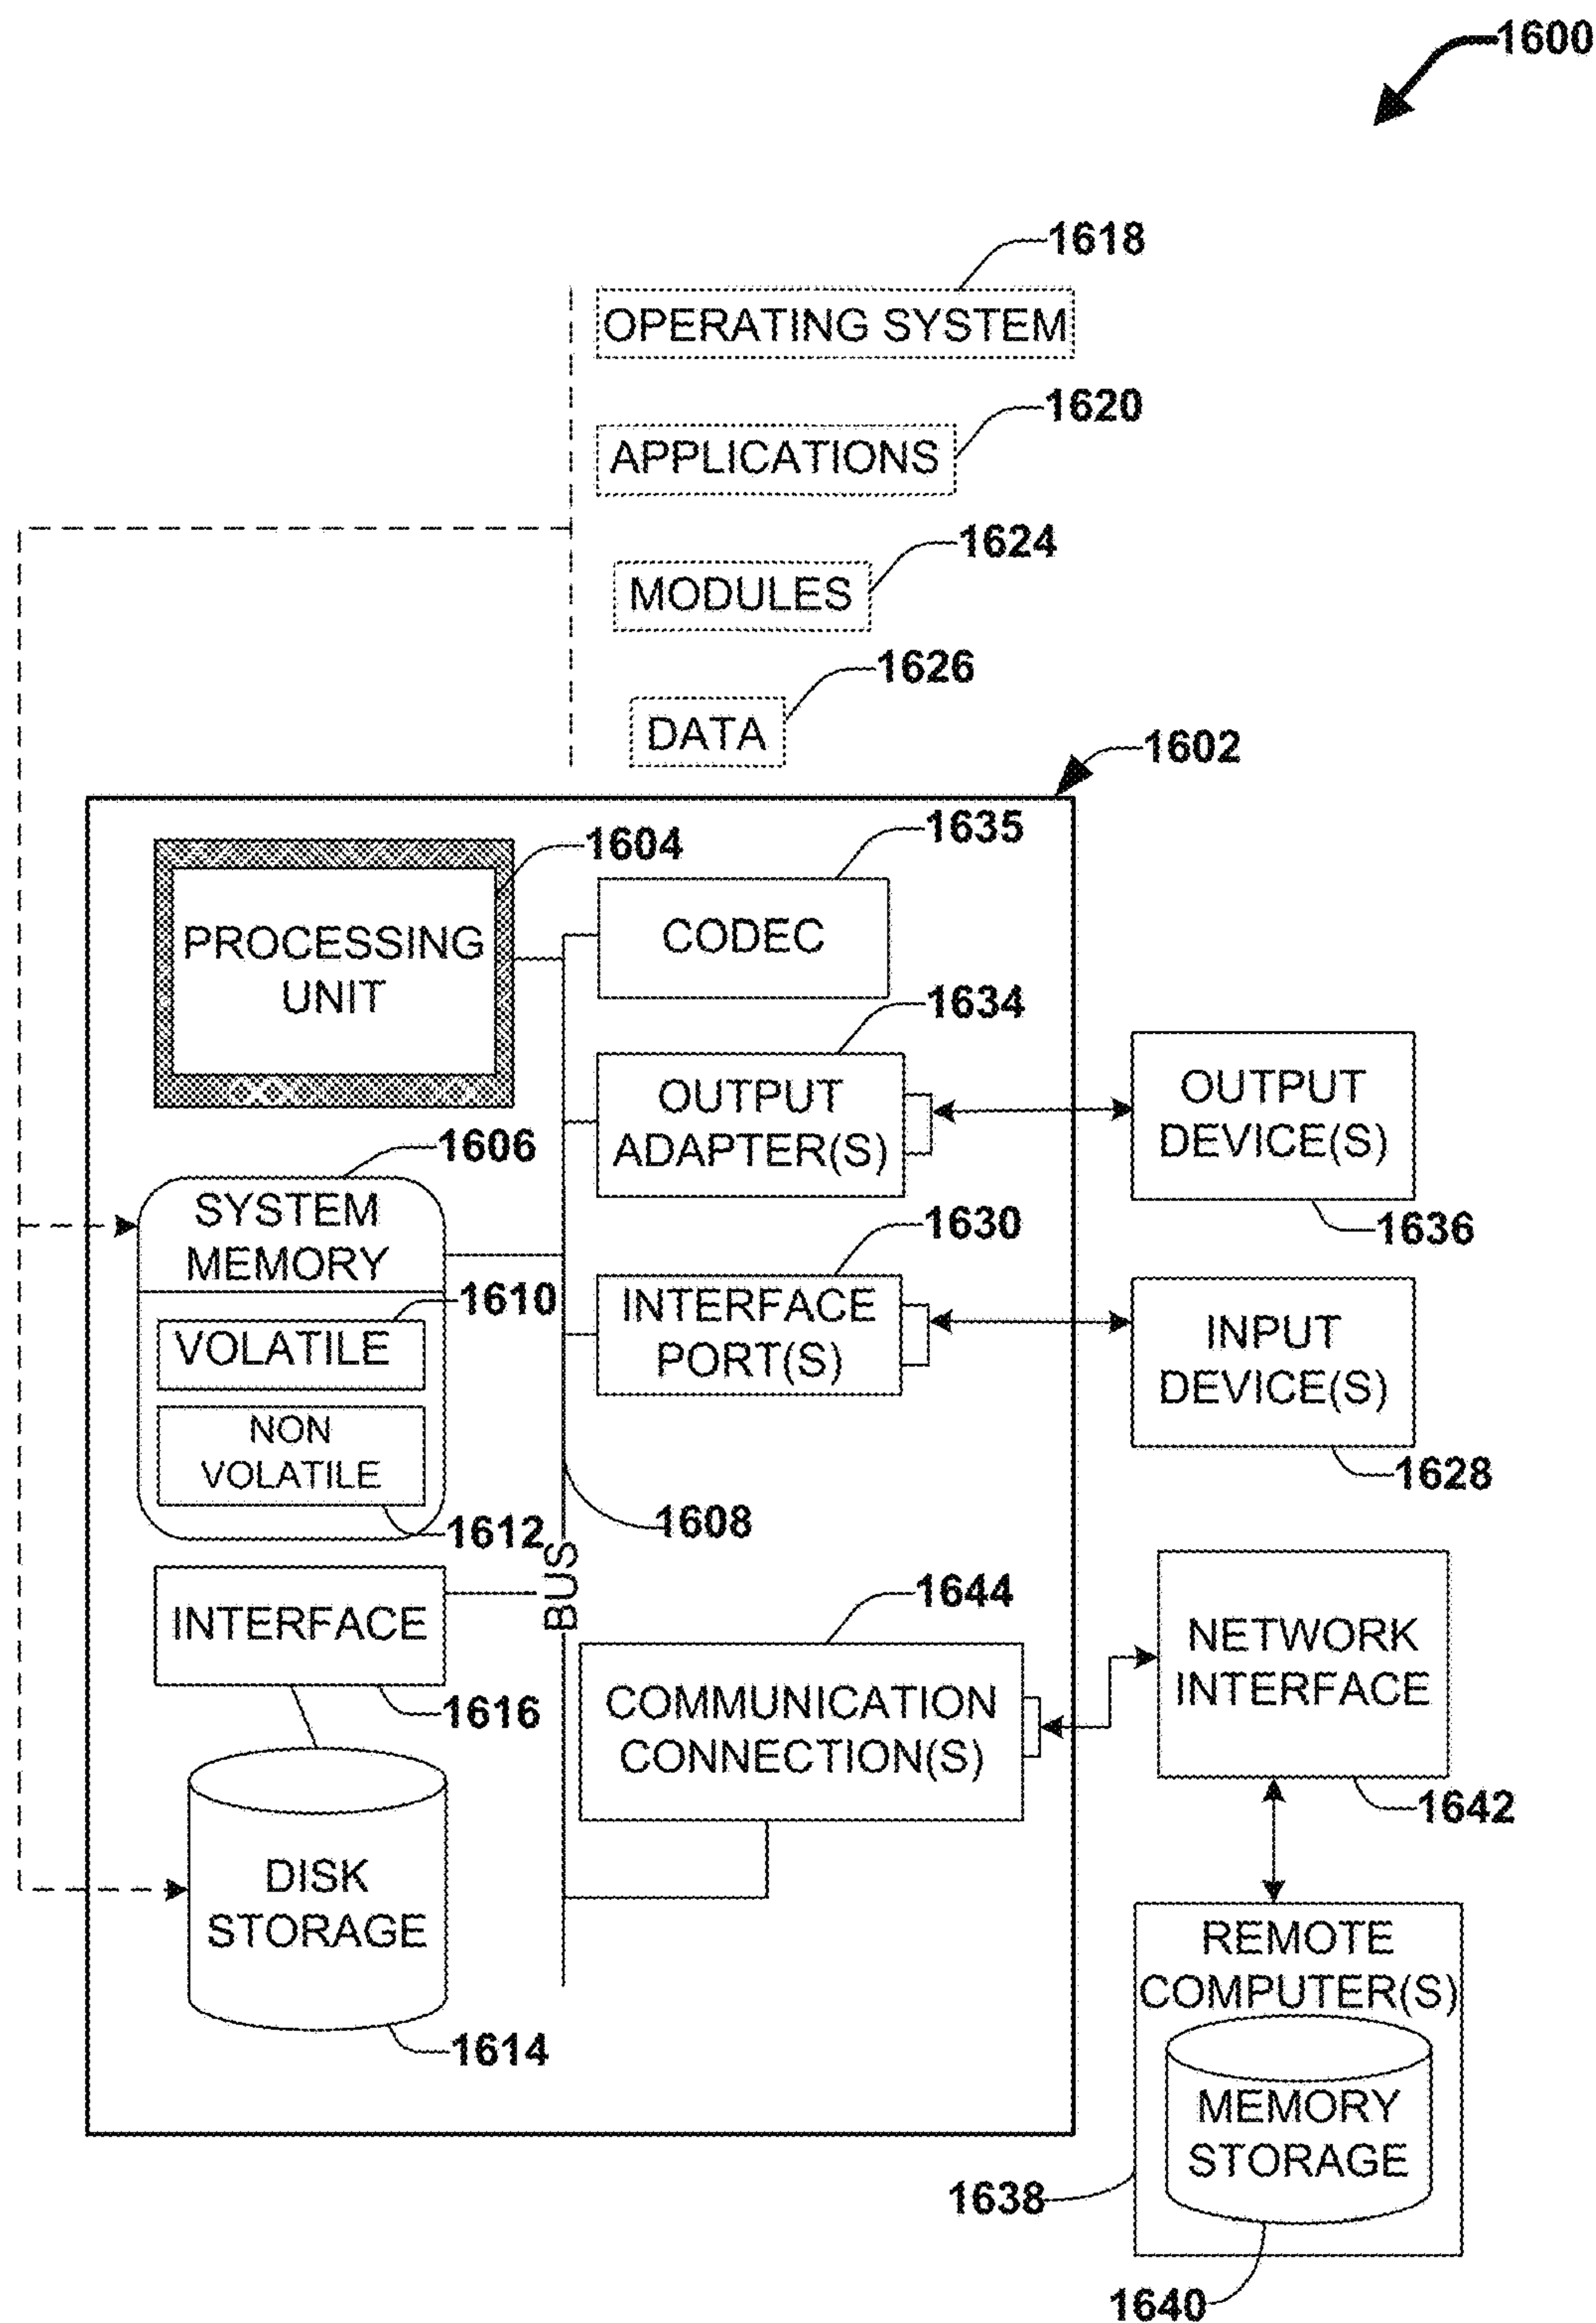 1600
1618
OPERATING SYSTEM
1620
APPLICATIONS
1624
MODULES
1626
DATA
1602
1635
1604
CODEC
PROCESSING
UNIT
1634
OUTPUT
ADAPTER(S)
OUTPUT
DEVICE(S)
1636
1606
SYSTEM
MEMORY
1610
VOLATILE
NON
VOLATILE
1612
1630
INTERFACE
PORT(S)
INPUT
DEVICE(S)
1628
1608
BUS
INTERFACE
1616
1644
COMMUNICATION
CONNECTION(S)
NETWORK
INTERFACE
1642
DISK
STORAGE
1614
REMOTE
COMPUTER(S)
MEMORY
STORAGE
1638
1640